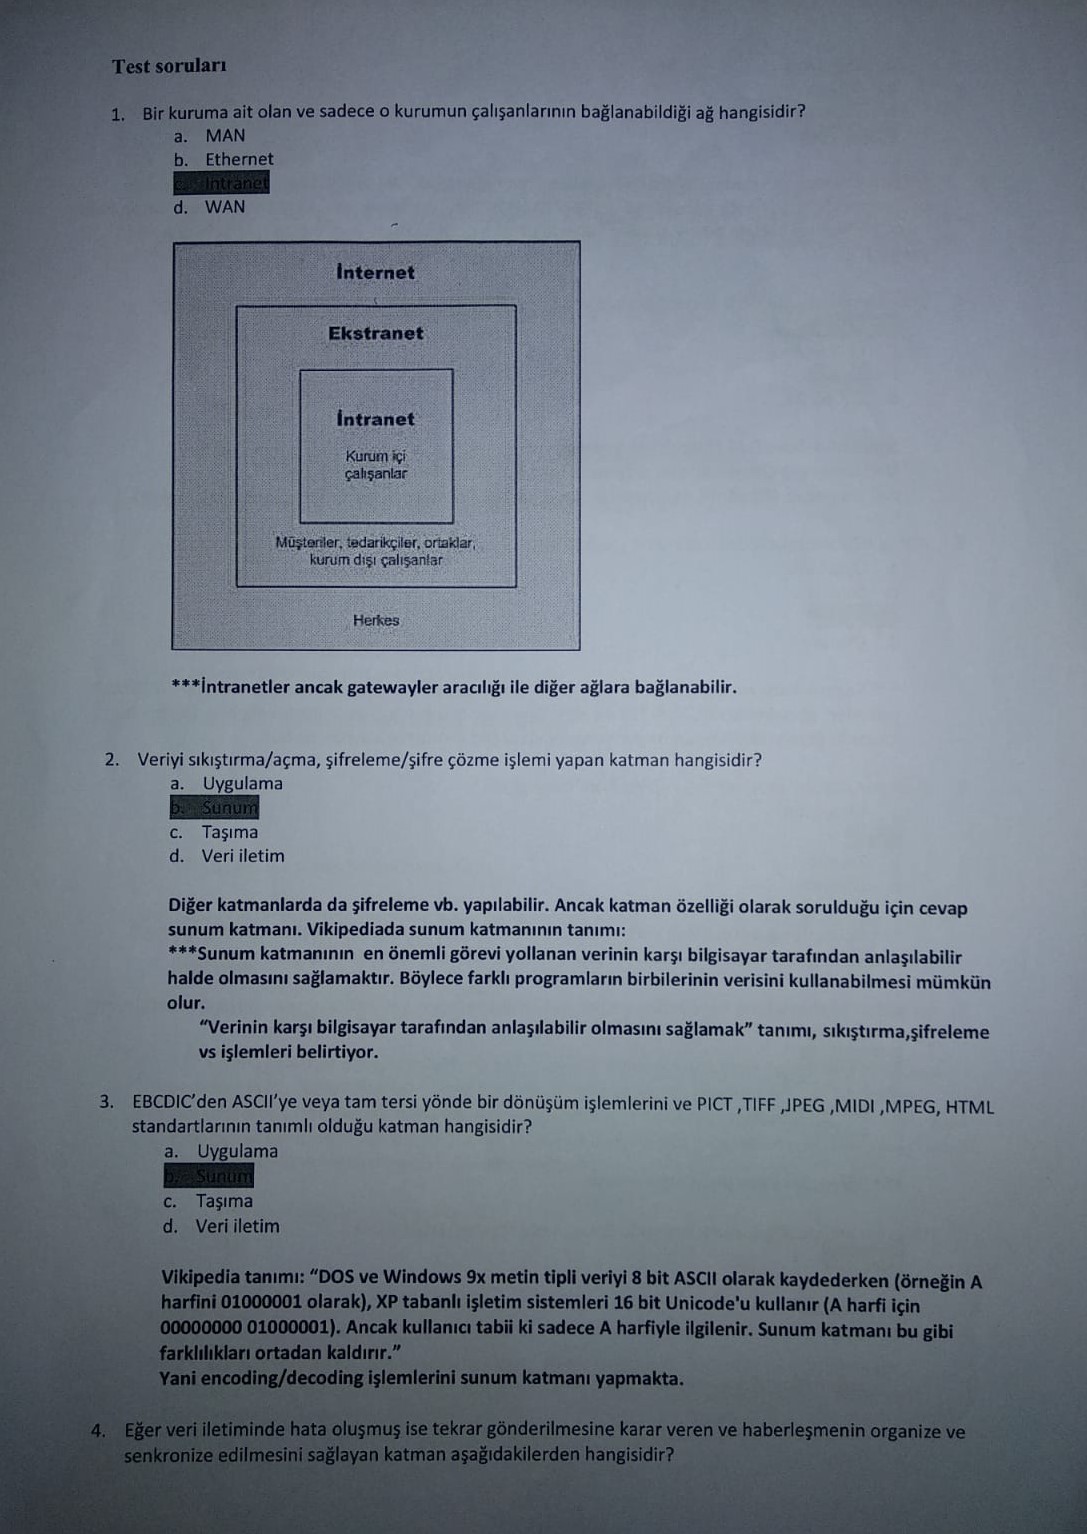 Test soruları
1. Bir kuruma ait olan ve sadece o kurumun çalışanlarının bağlanabildiği ağ hangisidir?
a. MAN
b. Ethernet
c. İntranet
d. WAN
İnternet
Ekstranet
İntranet
Kurum içi
çalışanlar
Müşteriler, tedarikçiler, ortaklar,
kurum dışı çalışanlar
Herkes
***İntranetler ancak gatewayler aracılığı ile diğer ağlara bağlanabilir.
2. Veriyi sıkıştırma/açma, şifreleme/şifre çözme işlemi yapan katman hangisidir?
a. Uygulama
b. Sunum
c. Taşıma
d. Veri iletim
Diğer katmanlarda da şifreleme vb. yapılabilir. Ancak katman özelliği olarak sorulduğu için cevap
sunum katmanı. Vikipediada sunum katmanının tanımı:
***Sunum katmanının en önemli görevi yollanan verinin karşı bilgisayar tarafından anlaşılabilir
halde olmasını sağlamaktır. Böylece farklı programların birbilerinin verisini kullanabilmesi mümkün
olur.
“Verinin karşı bilgisayar tarafından anlaşılabilir olmasını sağlamak” tanımı, sıkıştırma,şifreleme
vs işlemleri belirtiyor.
3. EBCDIC’den ASCII’ye veya tam tersi yönde bir dönüşüm işlemlerini ve PICT ,TIFF ,JPEG ,MIDI ,MPEG, HTML
standartlarının tanımlı olduğu katman hangisidir?
a. Uygulama
b. Sunum
c. Taşıma
d. Veri iletim
Vikipedia tanımı: “DOS ve Windows 9x metin tipli veriyi 8 bit ASCII olarak kaydederken (örneğin A
harfini 01000001 olarak), XP tabanlı işletim sistemleri 16 bit Unicode'u kullanır (A harfi için
00000000 01000001). Ancak kullanıcı tabii ki sadece A harfiyle ilgilenir. Sunum katmanı bu gibi
farklılıkları ortadan kaldırır.”
Yani encoding/decoding işlemlerini sunum katmanı yapmakta.
4. Eğer veri iletiminde hata oluşmuş ise tekrar gönderilmesine karar veren ve haberleşmenin organize ve
senkronize edilmesini sağlayan katman aşağıdakilerden hangisidir?